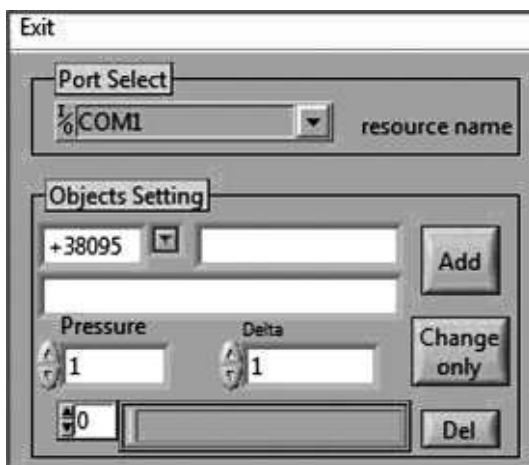 Exit
Port Select
I/O COM1
resource name
Objects Setting
+38095
Add
Pressure Delta
Change
only
1 1
0
Del